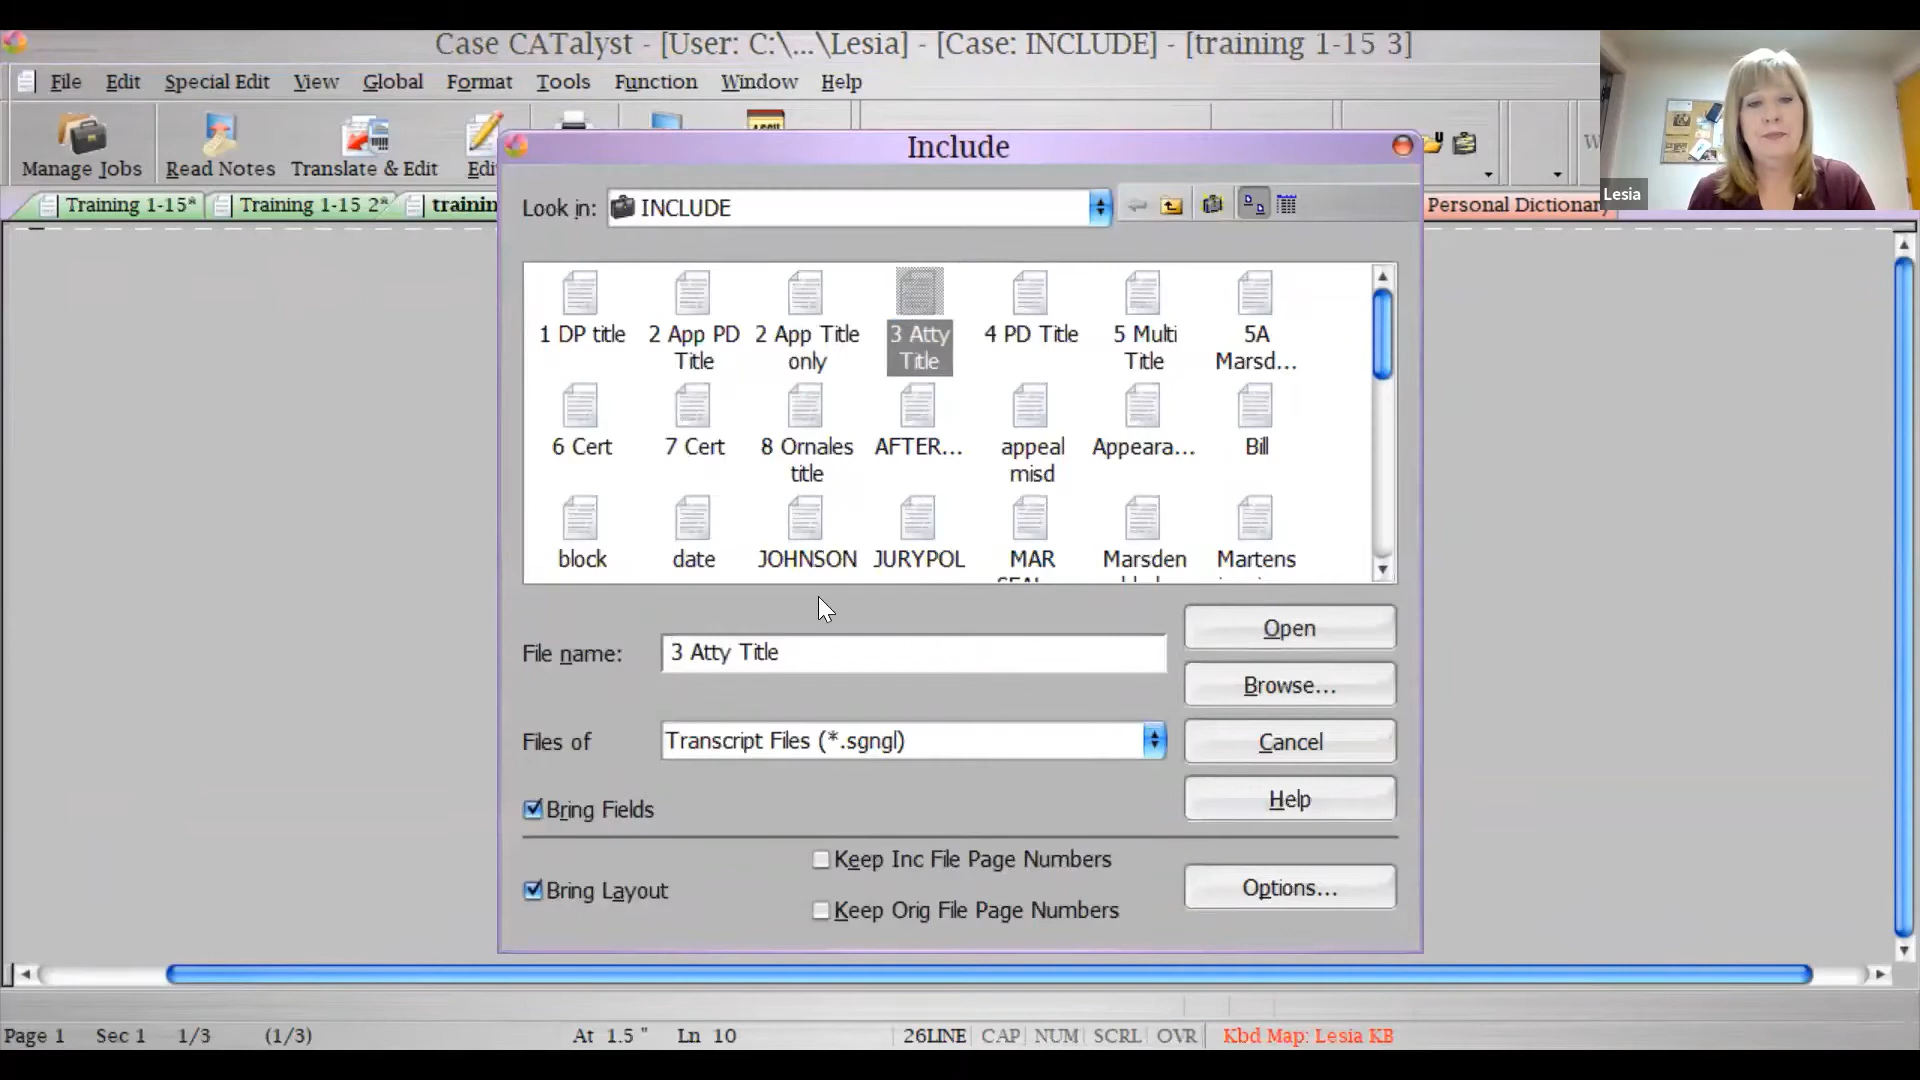 Case CATalyst - [User: C:\...\Lesia] - [Case: INCLUDE] - [training 1-15 3]
File Edit Special Edit View Global Format Tools Function Window Help
Manage Jobs Read Notes Translate & Edit
Training 1-15* Training 1-15 2* Personal Dictionary
Lesia
Include
Look in: INCLUDE
1 DP title 2 App PD Title 2 App Title only 3 Atty Title 4 PD Title 5 Multi Title 5A Marsd...
6 Cert 7 Cert 8 Ornales title AFTER... appeal misd Appeara... Bill
block date JOHNSON JURYPOL MAR Marsden Martens
File name: 3 Atty Title
Files of Transcript Files (*.sgngl)
Open
Browse...
Cancel
Help
Bring Fields
Keep Inc File Page Numbers
Bring Layout
Keep Orig File Page Numbers
Options...
Page 1 Sec 1 1/3 (1/3) At 1.5 " Ln 10 26LINE CAP NUM SCRL OVR Kbd Map: Lesia KB